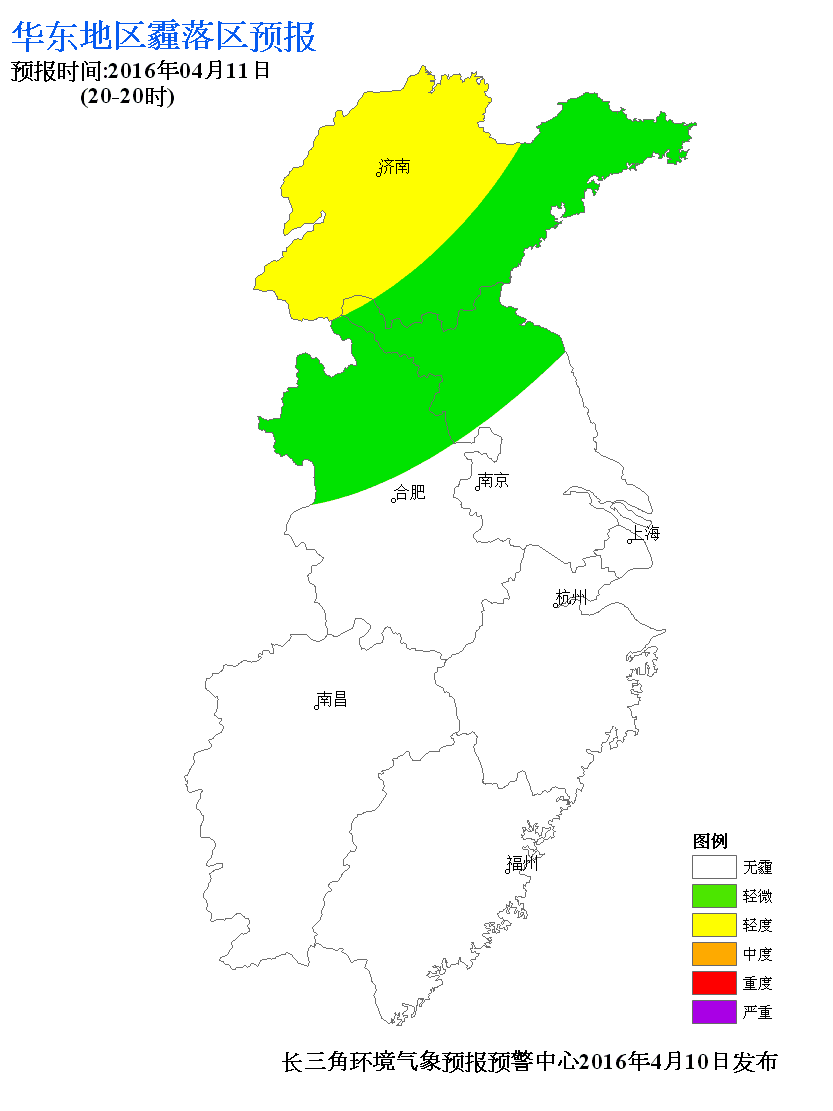 华东地区霾落区预报
预报时间:2016年04月11日
(20-20时)
济南
南京
合肥
上海
杭州
南昌
福州
图例
无霾
轻微
轻度
中度
重度
严重
长三角环境气象预报预警中心2016年4月10日发布